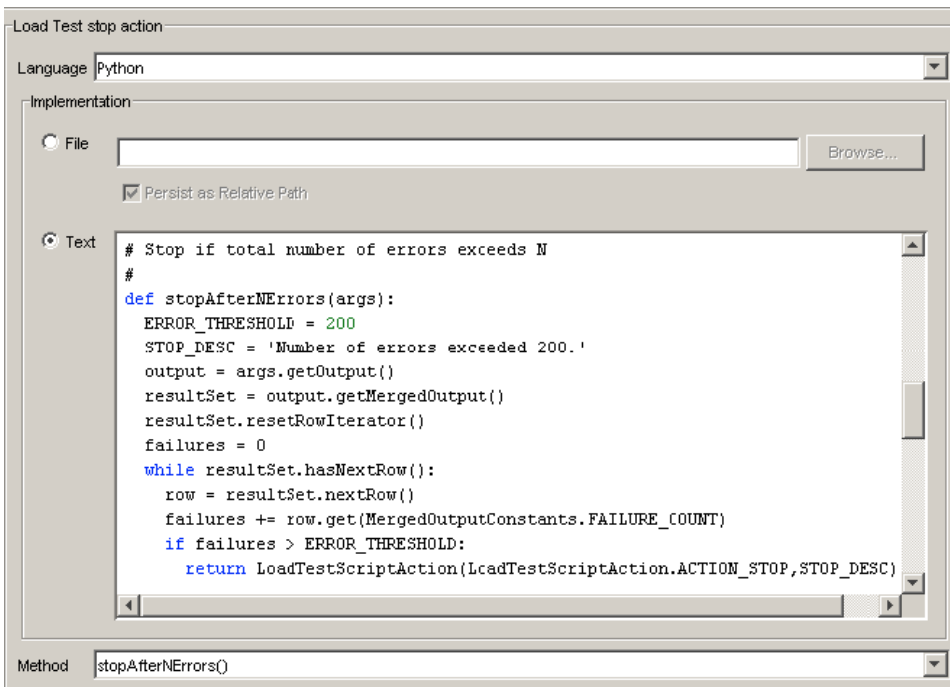 Load Test stop action
Language Python
Implementation
File
Browse...
Persist as Relative Path
Text
# Stop if total number of errors exceeds N
#
def stopAfterNErrors(args):
ERROR_THRESHOLD = 200
STOP_DESC = 'Number of errors exceeded 200.'
output = args.getOutput()
resultSet = output.getMergedOutput()
resultSet.resetRowIterator()
failures = 0
while resultSet.hasNextRow():
row = resultSet.nextRow()
failures += row.get(MergedOutputConstants.FAILURE_COUNT)
if failures > ERROR_THRESHOLD:
return LoadTestScriptAction(LoadTestScriptAction.ACTION_STOP,STOP_DESC)
Method stopAfterNErrors()